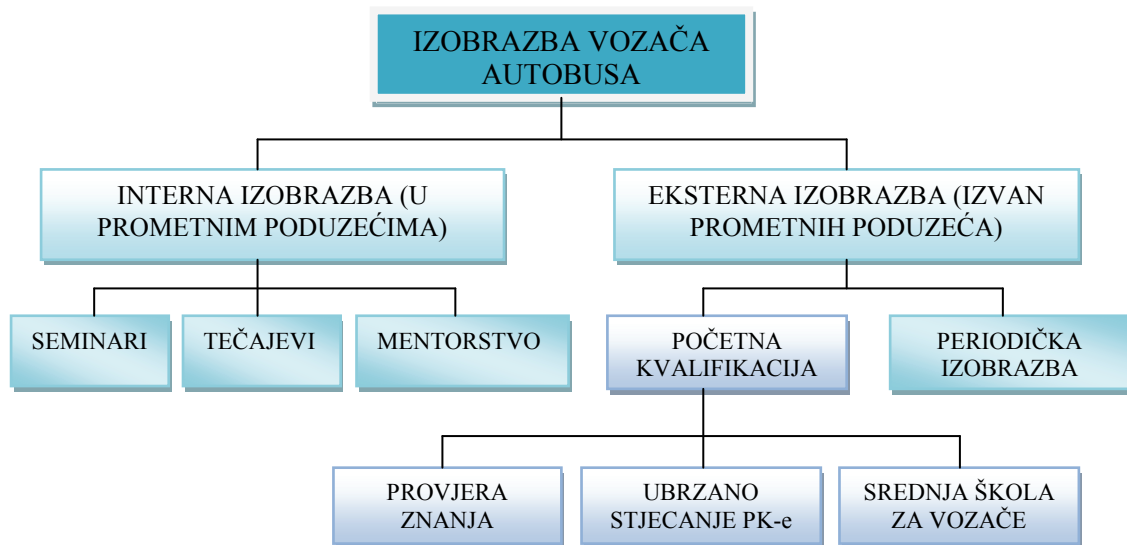 IZOBRAZBA VOZAČA
AUTOBUSA
INTERNA IZOBRAZBA (U
PROMETNIM PODUZEĆIMA)
EKSTERNA IZOBRAZBA (IZVAN
PROMETNIH PODUZEĆA)
SEMINARI
TEČAJEVI
MENTORSTVO
POČETNA
KVALIFIKACIJA
PERIODIČKA
IZOBRAZBA
PROVJERA
ZNANJA
UBRZANO
STJECANJE PK-e
SREDNJA ŠKOLA
ZA VOZAČE